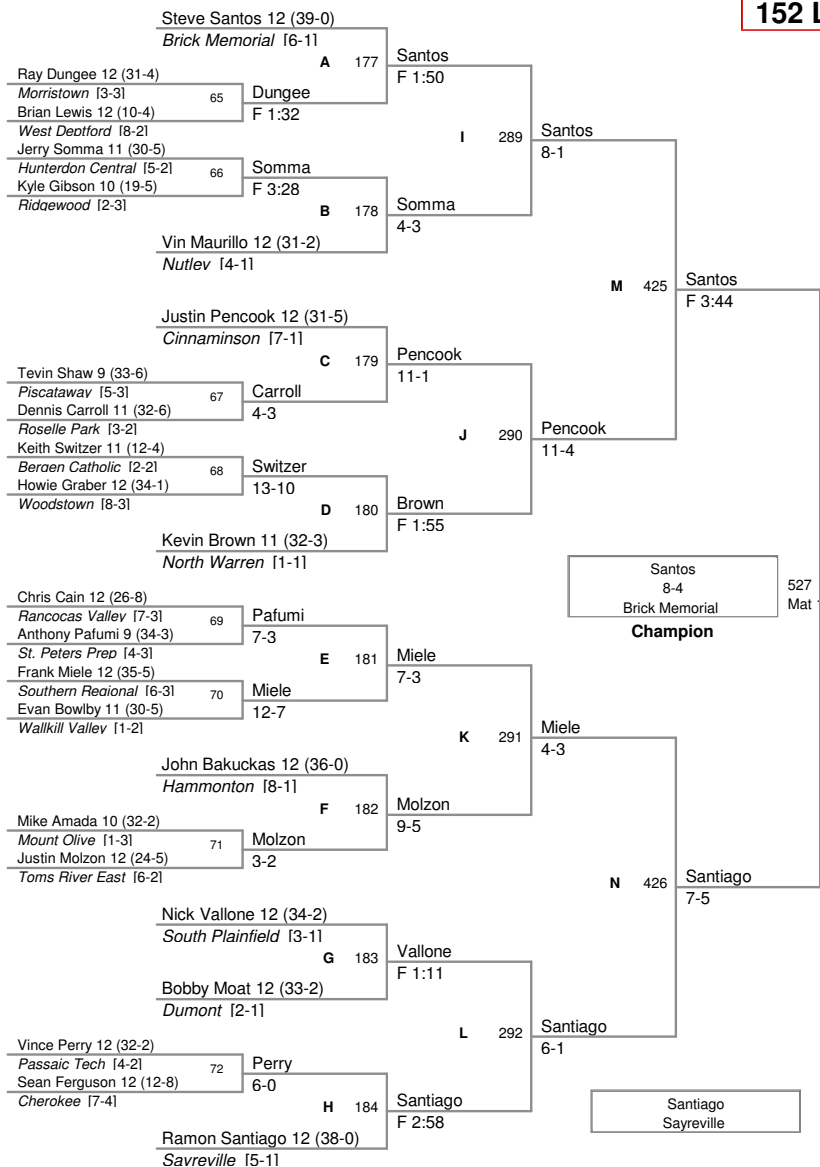 152 L
Steve Santos 12 (39-0)
Brick Memorial [6-1]
A 177
Santos
F 1:50
Ray Dungee 12 (31-4)
Morristown [3-3]
65
Dungee
F 1:32
Brian Lewis 12 (10-4)
West Deptford [8-2]
I 289
Santos
8-1
Jerry Somma 11 (30-5)
Hunterdon Central [5-2]
66
Somma
F 3:28
Kyle Gibson 10 (19-5)
Ridgewood [2-3]
B 178
Somma
4-3
Vin Maurillo 12 (31-2)
Nutley [4-1]
M 425
Santos
F 3:44
Justin Pencook 12 (31-5)
Cinnaminson [7-1]
C 179
Pencook
11-1
Tevin Shaw 9 (33-6)
Piscataway [5-3]
67
Carroll
4-3
Dennis Carroll 11 (32-6)
Roselle Park [3-2]
J 290
Pencook
11-4
Keith Switzer 11 (12-4)
Bergen Catholic [2-2]
68
Switzer
13-10
Howie Graber 12 (34-1)
Woodstown [8-3]
D 180
Brown
F 1:55
Kevin Brown 11 (32-3)
North Warren [1-1]
Santos
8-4
Brick Memorial
Champion
527
Mat
Chris Cain 12 (26-8)
Rancocas Valley [7-3]
69
Pafumi
7-3
Anthony Pafumi 9 (34-3)
St. Peters Prep [4-3]
E 181
Miele
7-3
Frank Miele 12 (35-5)
Southern Regional [6-3]
70
Miele
12-7
Evan Bowlby 11 (30-5)
Wallkill Valley [1-2]
K 291
Miele
4-3
John Bakuckas 12 (36-0)
Hammonton [8-1]
F 182
Molzon
9-5
Mike Amada 10 (32-2)
Mount Olive [1-3]
71
Molzon
3-2
Justin Molzon 12 (24-5)
Toms River East [6-2]
N 426
Santiago
7-5
Nick Vallone 12 (34-2)
South Plainfield [3-1]
G 183
Vallone
F 1:11
Bobby Moat 12 (33-2)
Dumont [2-1]
L 292
Santiago
6-1
Vince Perry 12 (32-2)
Passaic Tech [4-2]
72
Perry
6-0
Sean Ferguson 12 (12-8)
Cherokee [7-4]
H 184
Santiago
F 2:58
Ramon Santiago 12 (38-0)
Sayreville [5-1]
Santiago
Sayreville